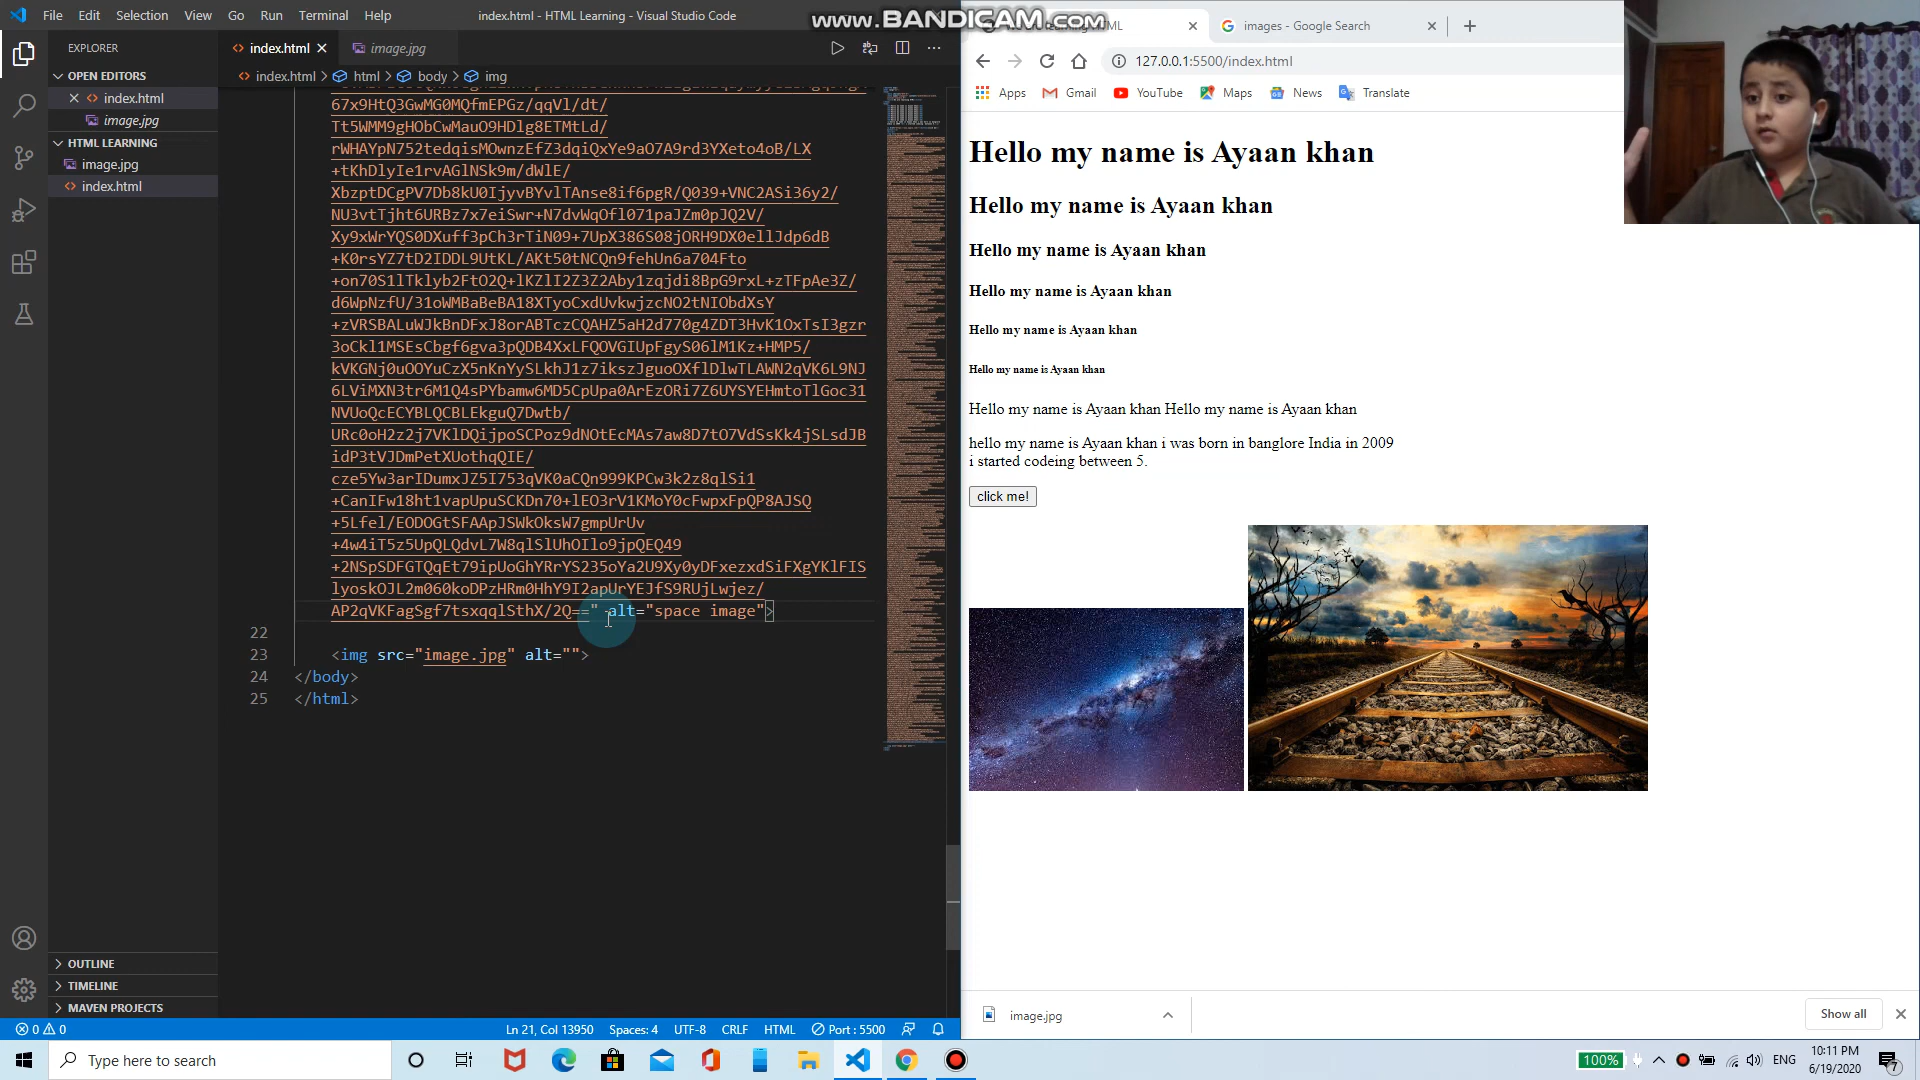 File Edit Selection View Go Run Terminal Help
index.html - HTML Learning - Visual Studio Code
www.BANDICAM.com
EXPLORER
OPEN EDITORS
index.html
image.jpg
HTML LEARNING
image.jpg
index.html
OUTLINE
TIMELINE
MAVEN PROJECTS
index.html
image.jpg
index.html > html > body > img
67x9HtQ3GwMG0MQfmEPGz/qqVl/dt/
Tt5WMM9gHObCwMauO9HDlg8ETMtLd/
rWHAYpN752tedqisMOwnzEfZ3dqiQxYe9aO7A9rd3YXeto4oB/LX
+tKhDlyIe1rvAGlNSk9m/dWlE/
XbzptDCgPV7Db8kU0IjyvBYvlTAnse8if6pgR/Q039+VNC2ASi36y2/
NU3vtTjht6URBz7x7eiSwr+N7dvWqOfl071paJZm0pJQ2V/
Xy9xWrYQS0DXuff3pCh3rTiN09+7UpX386S08jORH9DX0ellJdp6dB
+K0rsYZ7tD2IDDL9UtKL/AKt50tNCQn9fehUn6a704Fto
+on70S1lTklyb2FtO2Q+lKZlI2Z3Z2Aby1zqjdi8BpG9rxL+zTFpAe3Z/
d6WpNzfU/31oWMBaBeBA18XTyoCxdUvkwjzcNO2tNIObdXsY
+zVRSBALuWJkBnDFxJ8orABTczCQAHZ5aH2d770g4ZDT3HvK1OxTsI3gzr
3oCkl1MSEsCbgf6gva3pQDB4XxLFQOVGIUpFgyS06lM1Kz+HMP5/
kVKGNj0uOOYuCzX5nKnYySLkhJ1z7ikszJguoOXflDlwTLAWN2qVK6L9NJ
6LViMXN3tr6M1Q4sPYbamw6MD5CpUpa0ArEzORi7Z6UYSYEHmtoTlGoc31
NVUoQcECYBLQCBLEkguQ7Dwtb/
URc0oH2z2j7VKlDQijpoSCPoz9dNOtEcMAs7aw8D7tO7VdSsKk4jSLsdJB
idP3tVJDmPetXUothqQIE/
cze5Yw3arIDumxJZ5I753qVK0aCQn999KPCw3k2z8qlSi1
+CanIFw18ht1vapUpuSCKDn70+lEO3rV1KMoY0cFwpxFpQP8AJSQ
+5Lfel/EODOGtSFAApJSWkOksW7gmpUrUv
+4w4iT5z5UpQLQdvL7W8qlSlUhOIlo9jpQEQ49
+2NSpSDFGTQqEt79ipUoGhYRrYS235oYa2U9Xy0yDFxezxdSiFXgYKlFIS
lyoskOJL2m060koDPzHRm0HhY9I2apUrYEJfS9RUjLwjez/
AP2qVKFagSgf7tsxqqlSthX/2Q==" alt="space image">
22
23 <img src="image.jpg" alt="">
24 </body>
25 </html>
0 0
Ln 21, Col 13950 Spaces: 4 UTF-8 CRLF HTML Port : 5500
images - Google Search
127.0.0.1:5500/index.html
Apps Gmail YouTube Maps News Translate
Hello my name is Ayaan khan
Hello my name is Ayaan khan
Hello my name is Ayaan khan
Hello my name is Ayaan khan
Hello my name is Ayaan khan
Hello my name is Ayaan khan
Hello my name is Ayaan khan Hello my name is Ayaan khan
hello my name is Ayaan khan i was born in banglore India in 2009
i started codeing between 5.
click me!
image.jpg
Show all
Type here to search
100%
ENG
10:11 PM
6/19/2020
7